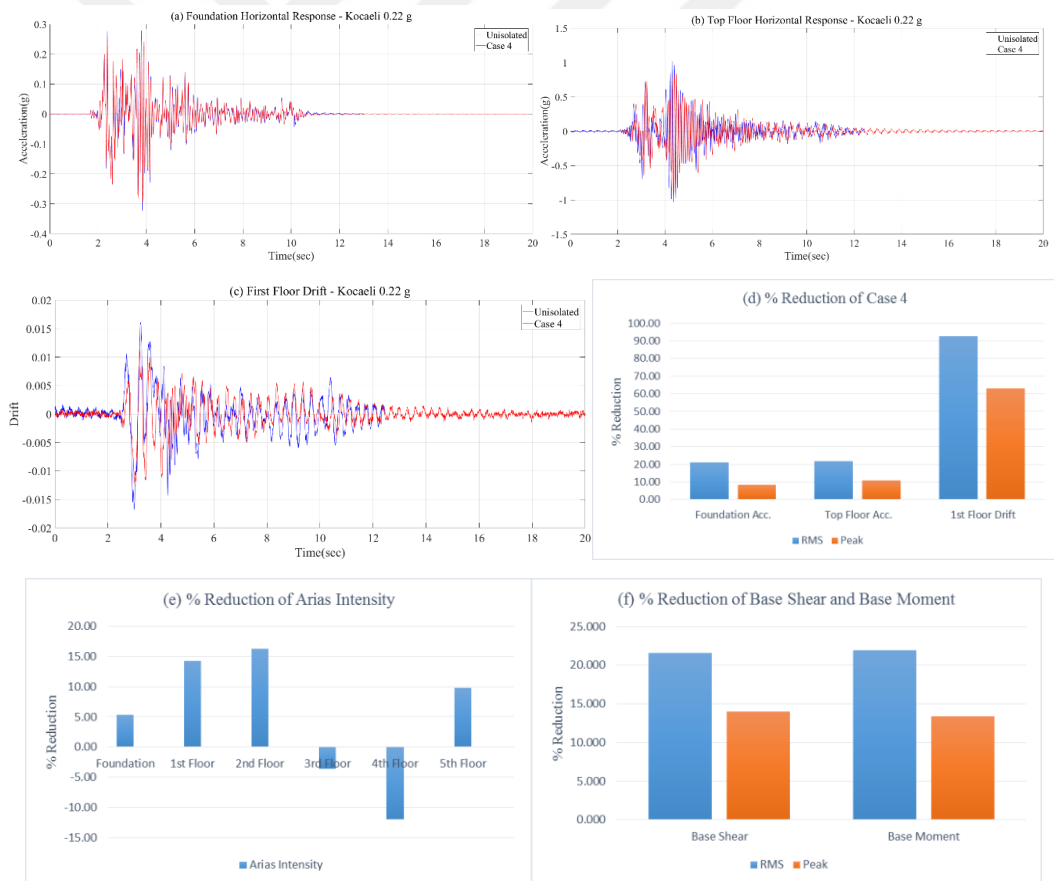 (a) Foundation Horizontal Response - Kocaeli 0.22 g
Unisolated
Case 4
0.3
0.2
0.1
0
-0.1
-0.2
-0.3
-0.4
Acceleration(g)
0 2 4 6 8 10 12 14 16 18 20
Time(sec)
(b) Top Floor Horizontal Response - Kocaeli 0.22 g
Unisolated
Case 4
1.5
1
0.5
0
-0.5
-1
-1.5
Acceleration(g)
0 2 4 6 8 10 12 14 16 18 20
Time(sec)
(c) First Floor Drift - Kocaeli 0.22 g
Unisolated
Case 4
0.02
0.015
0.01
0.005
0
-0.005
-0.01
-0.015
-0.02
Drift
0 2 4 6 8 10 12 14 16 18 20
Time(sec)
(d) % Reduction of Case 4
100.00
90.00
80.00
70.00
60.00
50.00
40.00
30.00
20.00
10.00
0.00
% Reduction
Foundation Acc. Top Floor Acc. 1st Floor Drift
RMS Peak
(e) % Reduction of Arias Intensity
20.00
15.00
10.00
5.00
0.00
-5.00
-10.00
-15.00
% Reduction
Foundation 1st Floor 2nd Floor 3rd Floor 4th Floor 5th Floor
Arias Intensity
(f) % Reduction of Base Shear and Base Moment
25.000
20.000
15.000
10.000
5.000
0.000
% Reduction
Base Shear Base Moment
RMS Peak